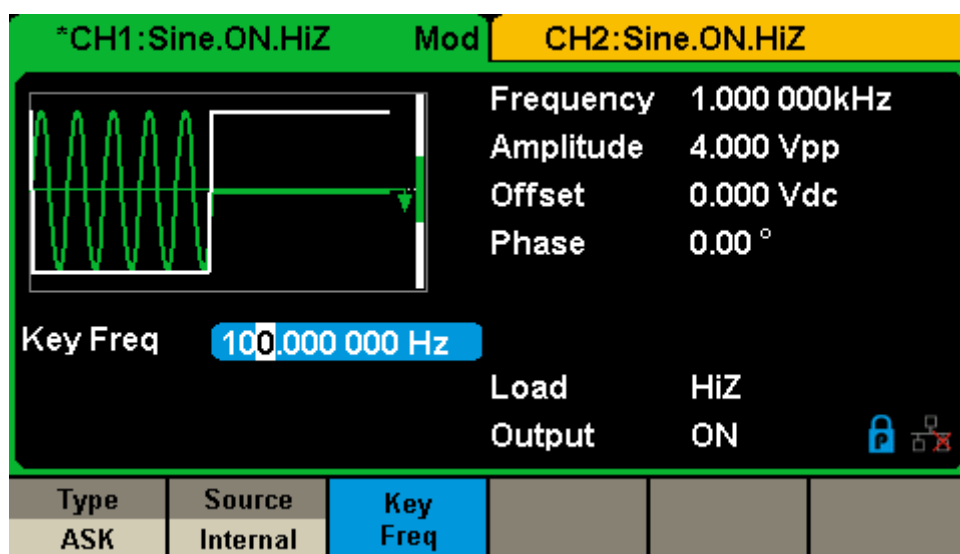 *CH1:Sine.ON.HiZ Mod CH2:Sine.ON.HiZ
Frequency 1.000 000kHz
Amplitude 4.000 Vpp
Offset 0.000 Vdc
Phase 0.00 °
Key Freq 100.000 000 Hz
Load HiZ
Output ON
P
Type Source Key Freq
ASK Internal